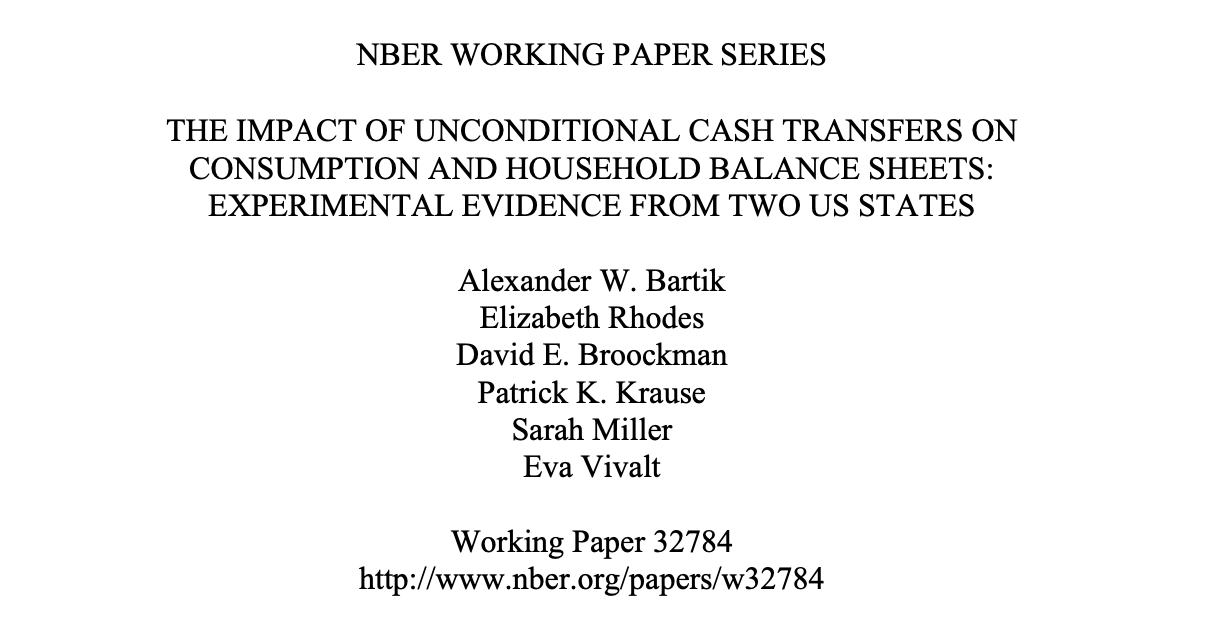 NBER WORKING PAPER SERIES
THE IMPACT OF UNCONDITIONAL CASH TRANSFERS ON
CONSUMPTION AND HOUSEHOLD BALANCE SHEETS:
EXPERIMENTAL EVIDENCE FROM TWO US STATES
Alexander W. Bartik
Elizabeth Rhodes
David E. Broockman
Patrick K. Krause
Sarah Miller
Eva Vivalt
Working Paper 32784
http://www.nber.org/papers/w32784